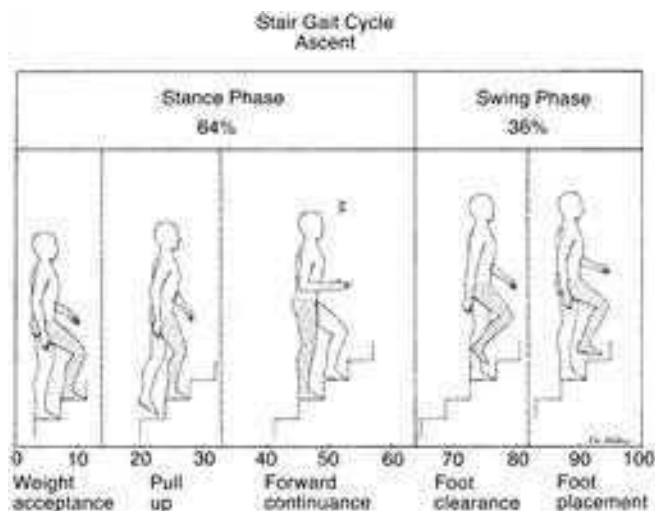 Stair Gait Cycle
Ascent
Stance Phase
64%
Swing Phase
36%
0 10 20 30 40 50 60 70 80 90 100
Weight acceptance
Pull up
Forward continuance
Foot clearance
Foot placement